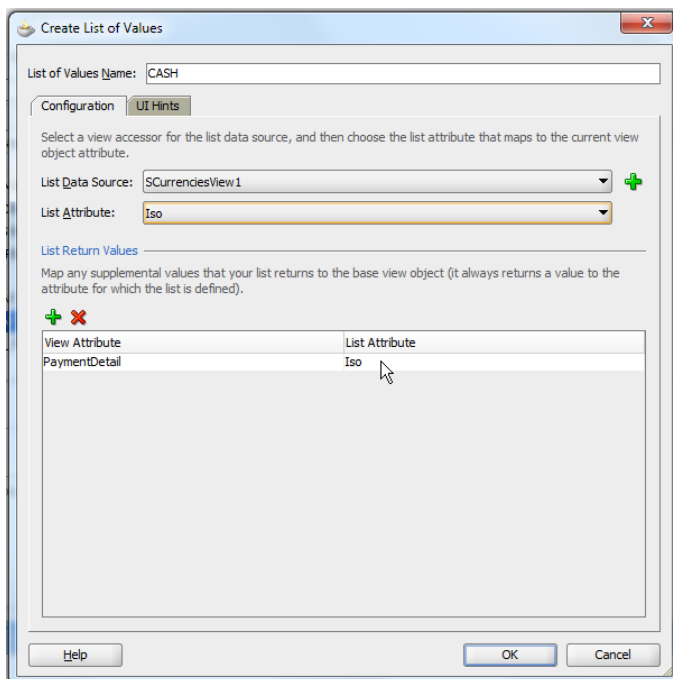 Create List of Values
List of Values Name: CASH
Configuration UI Hints
Select a view accessor for the list data source, and then choose the list attribute that maps to the current view
object attribute.
List Data Source: SCurrenciesView1
List Attribute: Iso
List Return Values
Map any supplemental values that your list returns to the base view object (it always returns a value to the
attribute for which the list is defined).
View Attribute List Attribute
PaymentDetail Iso
Help OK Cancel